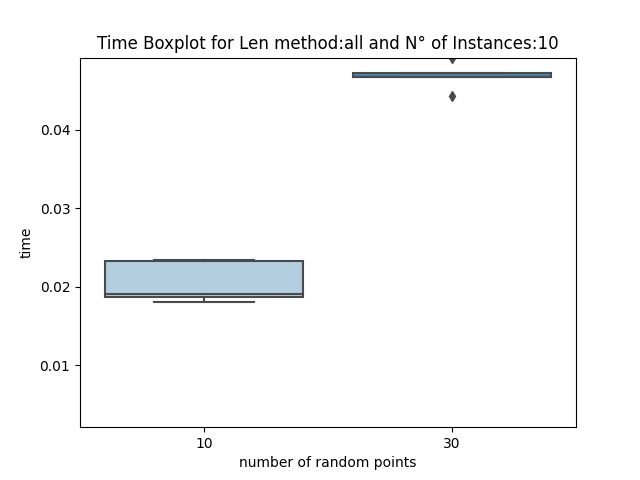 Time Boxplot for Len method:all and N° of Instances:10
0.04
0.03
0.02
0.01
time
10
30
number of random points